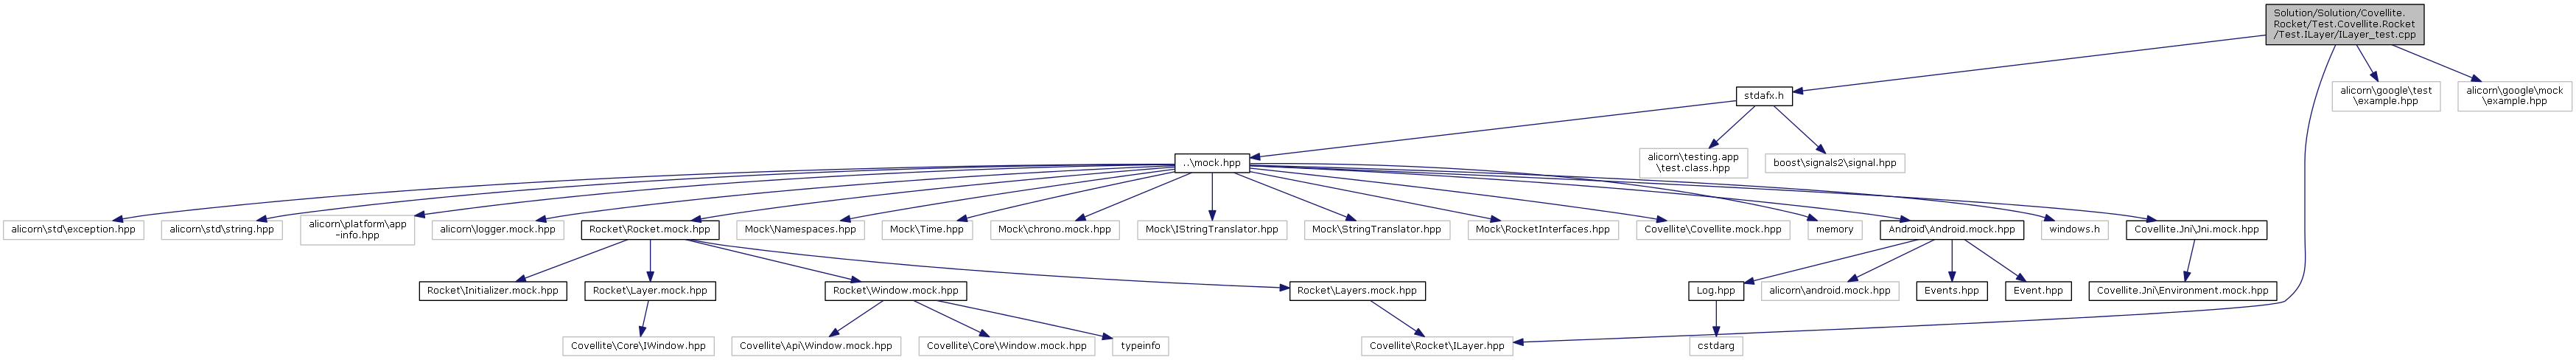 Solution/Solution/Covellite.
Rocket/Test.Covellite.Rocket
/Test.ILayer/ILayer_test.cpp
stdafx.h
alicorn\google\test
\example.hpp
alicorn\google\mock
\example.hpp
..\mock.hpp
alicorn\testing.app
\test.class.hpp
boost\signals2\signal.hpp
alicorn\std\exception.hpp
alicorn\std\string.hpp
alicorn\platform\app
-info.hpp
alicorn\logger.mock.hpp
Rocket\Rocket.mock.hpp
Mock\Namespaces.hpp
Mock\Time.hpp
Mock\chrono.mock.hpp
Mock\IStringTranslator.hpp
Mock\StringTranslator.hpp
Mock\RocketInterfaces.hpp
Covellite\Covellite.mock.hpp
memory
Android\Android.mock.hpp
windows.h
Covellite.Jni\Jni.mock.hpp
Rocket\Initializer.mock.hpp
Rocket\Layer.mock.hpp
Rocket\Window.mock.hpp
Rocket\Layers.mock.hpp
Log.hpp
alicorn\android.mock.hpp
Events.hpp
Event.hpp
Covellite.Jni\Environment.mock.hpp
Covellite\Core\IWindow.hpp
Covellite\Api\Window.mock.hpp
Covellite\Core\Window.mock.hpp
typeinfo
Covellite\Rocket\ILayer.hpp
cstdarg